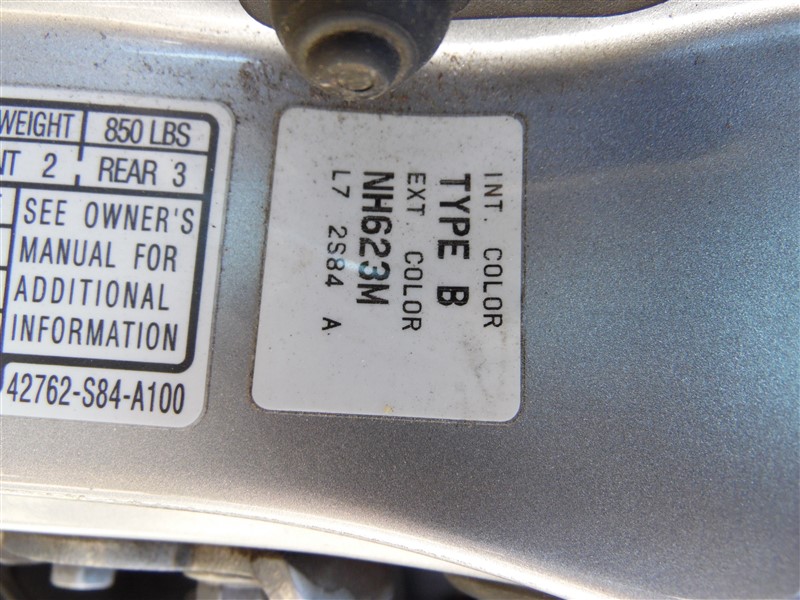 WEIGHT 850 LBS
NT 2 REAR 3
SEE OWNER'S
MANUAL FOR
ADDITIONAL
INFORMATION
42762-S84-A100
INT. COLOR
TYPE B
EXT COLOR
NH623M
L7 2S84 A